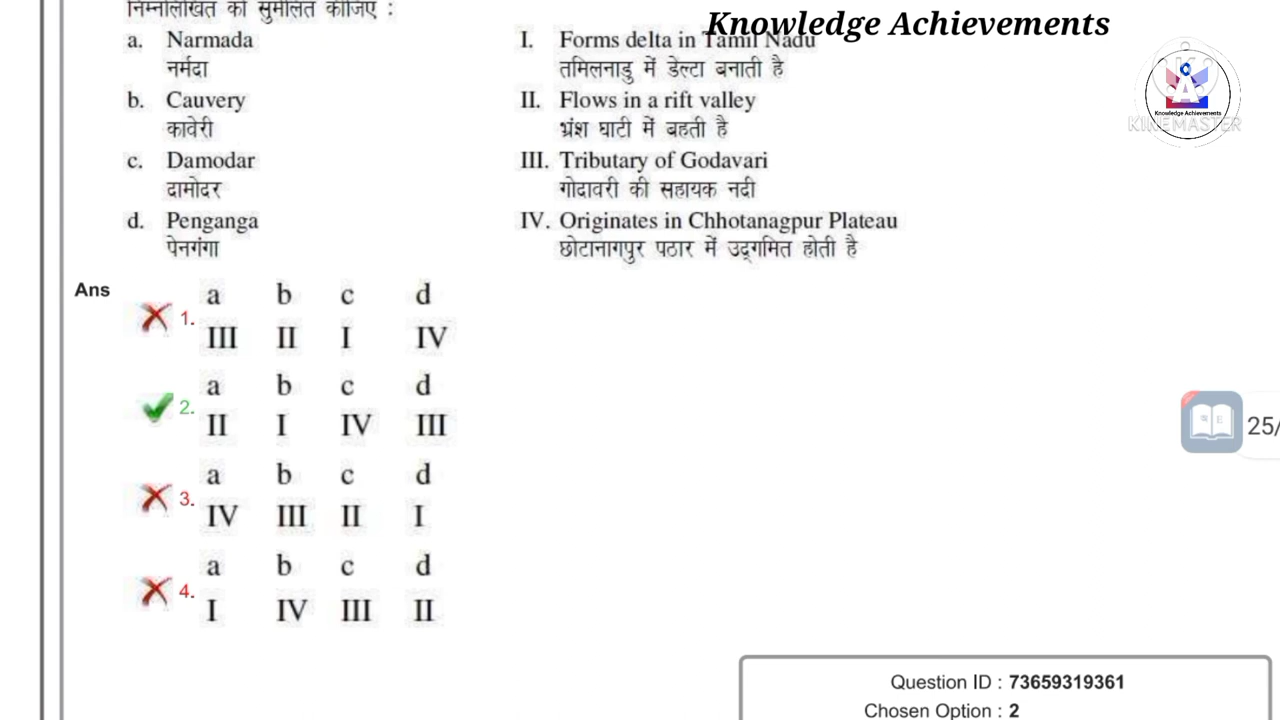 निम्नलिखित को सुमेलित कीजिए :
Knowledge Achievements
a. Narmada I. Forms delta in Tamil Nadu
नर्मदा तमिलनाडु में डेल्टा बनाती है
b. Cauvery II. Flows in a rift valley
कावेरी भ्रंश घाटी में बहती है
c. Damodar III. Tributary of Godavari
दामोदर गोदावरी की सहायक नदी
d. Penganga IV. Originates in Chhotanagpur Plateau
पेनगंगा छोटानागपुर पठार में उद्गमित होती है
Knowledge Achievements
KINEMASTER
Ans
a b c d
1.
III II I IV
a b c d
2.
II I IV III
a b c d
3.
IV III II I
a b c d
4.
I IV III II
25/
Question ID : 73659319361
Chosen Option : 2